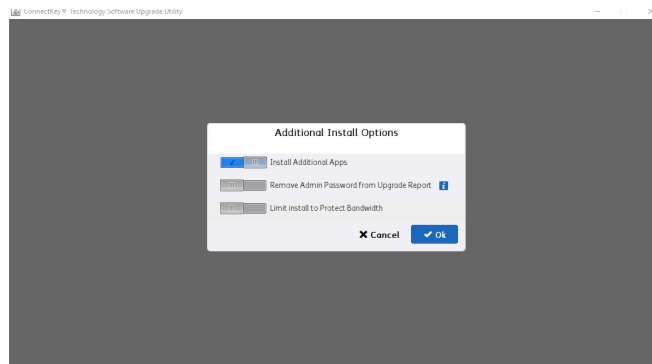 ConnectKey® Technology Software Upgrade Utility
Additional Install Options
Install Additional Apps
Remove Admin Password from Upgrade Report
Limit install to Protect Bandwidth
Cancel
Ok